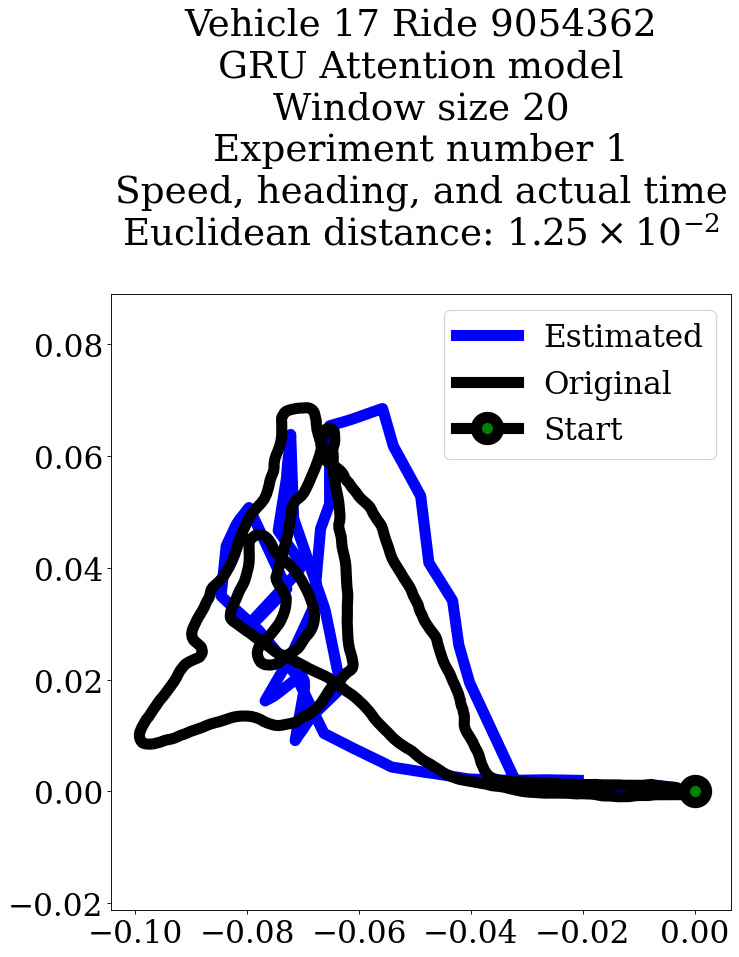 Vehicle 17 Ride 9054362
GRU Attention model
Window size 20
Experiment number 1
Speed, heading, and actual time
Euclidean distance: 1.25 × 10⁻²
Estimated
Original
Start
0.08
0.06
0.04
0.02
0.00
−0.02
−0.10
−0.08
−0.06
−0.04
−0.02
0.00